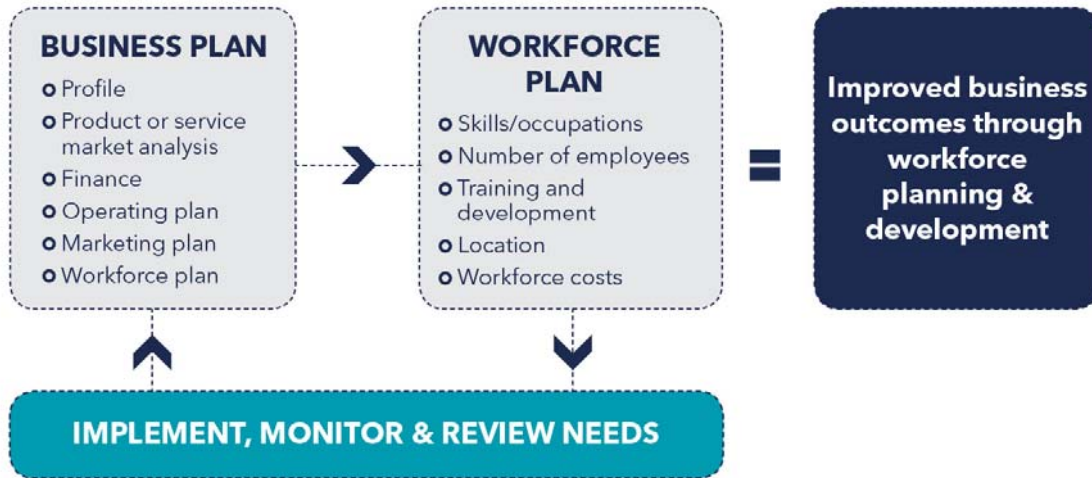 BUSINESS PLAN
Profile
Product or service
market analysis
Finance
Operating plan
Marketing plan
Workforce plan
WORKFORCE
PLAN
Skills/occupations
Number of employees
Training and
development
Location
Workforce costs
=
Improved business
outcomes through
workforce
planning &
development
IMPLEMENT, MONITOR & REVIEW NEEDS